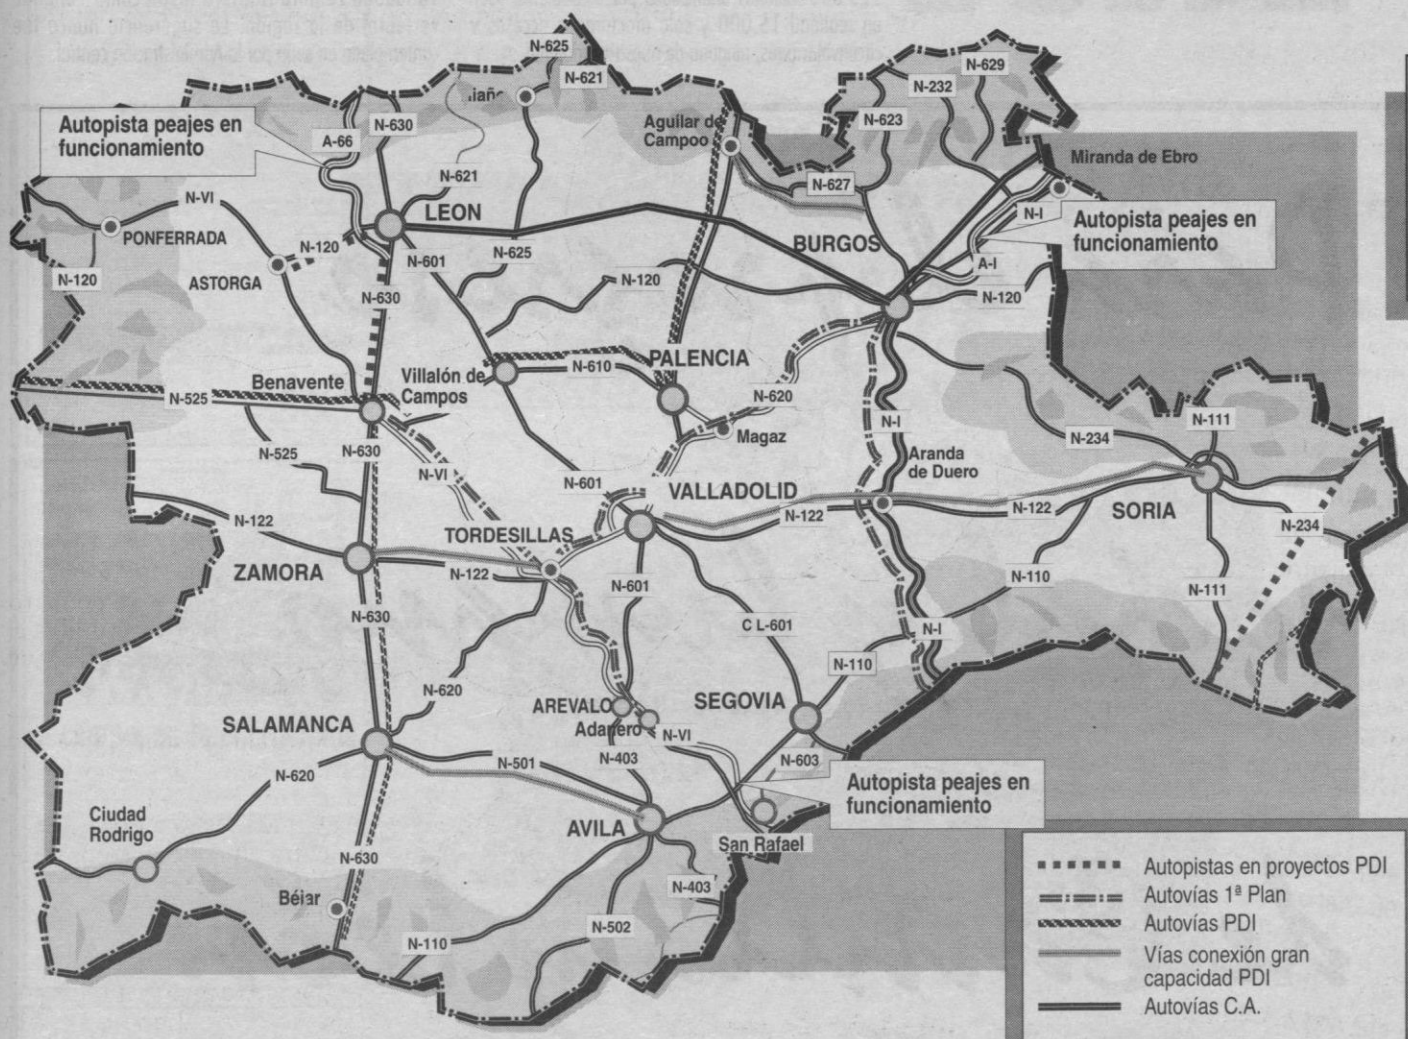 N-625
N-621
N-629
N-232
N-623
Autopista peajes en
funcionamiento
A-66
N-630
Aguilar de
Campoo
Miranda de Ebro
N-621
N-627
N-VI
LEON
N-I
Autopista peajes en
funcionamiento
PONFERRADA
N-120
N-601
N-625
BURGOS
A-I
N-120
ASTORGA
N-120
N-630
N-120
Benavente
Villalón de
Campos
N-610
PALENCIA
N-525
N-620
N-I
N-111
Magaz
N-234
N-525
N-630
N-VI
N-601
Aranda
de Duero
VALLADOLID
N-122
N-122
N-122
SORIA
N-234
TORDESILLAS
ZAMORA
N-122
N-601
N-110
N-111
N-630
C L-601
N-I
N-620
N-110
AREVALO
SEGOVIA
SALAMANCA
Adanero
N-VI
N-501
N-403
N-603
N-620
Autopista peajes en
funcionamiento
Ciudad
Rodrigo
AVILA
San Rafael
N-630
N-403
Béjar
N-502
N-110
Autopistas en proyectos PDI
Autovías 1ª Plan
Autovías PDI
Vías conexión gran
capacidad PDI
Autovías C.A.